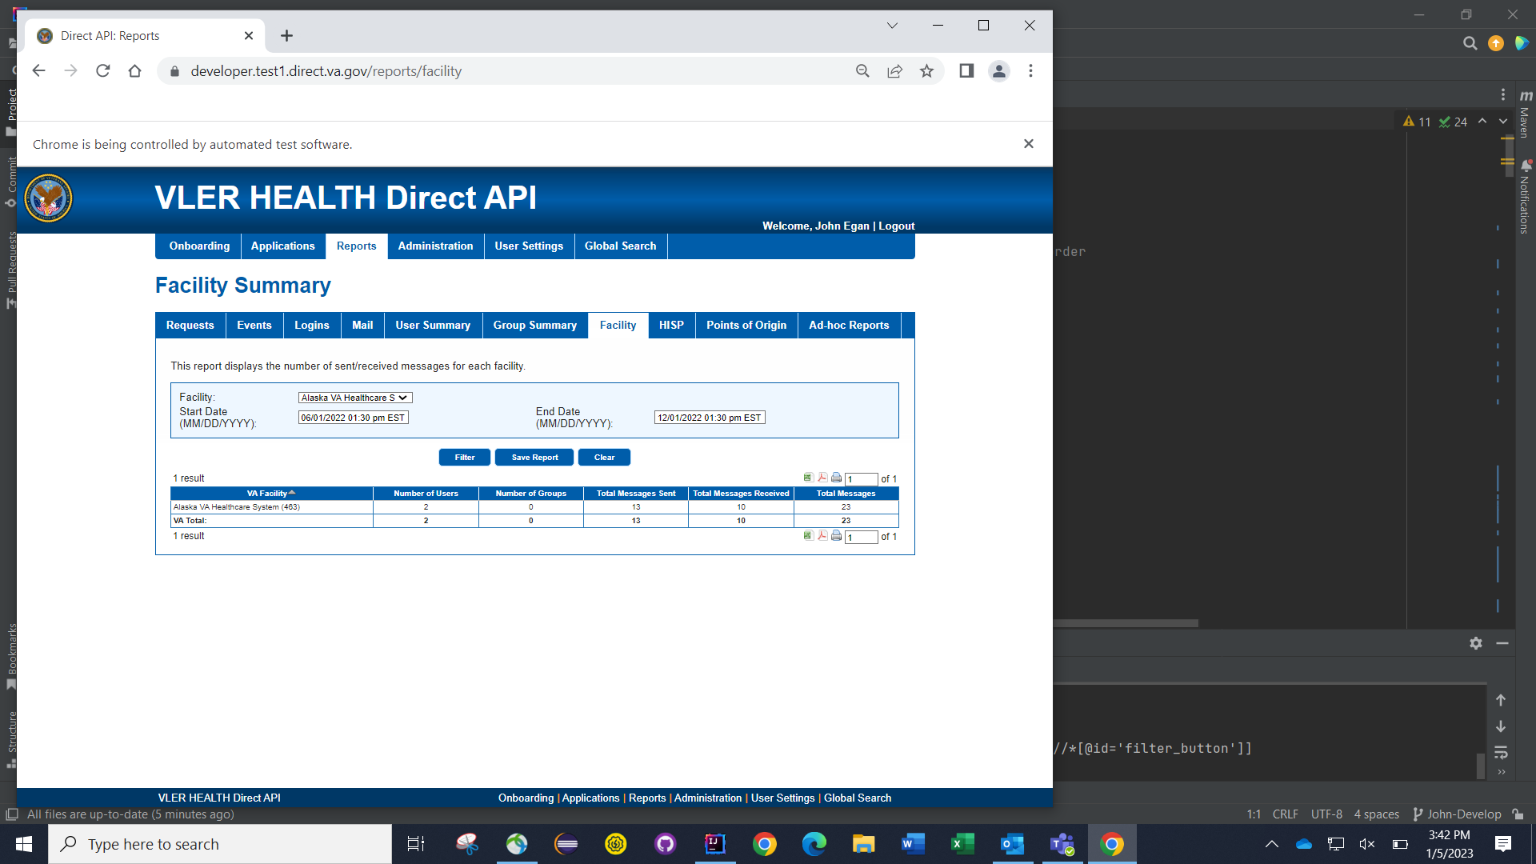 Direct API: Reports
developer.test1.direct.va.gov/reports/facility
Chrome is being controlled by automated test software.
VLER HEALTH Direct API
Welcome, John Egan | Logout
Onboarding Applications Reports Administration User Settings Global Search
Facility Summary
Requests Events Logins Mail User Summary Group Summary Facility HISP Points of Origin Ad-hoc Reports
This report displays the number of sent/received messages for each facility.
Facility: Alaska VA Healthcare S
Start Date (MM/DD/YYYY): 06/01/2022 01:30 pm EST End Date (MM/DD/YYYY): 12/01/2022 01:30 pm EST
Filter Save Report Clear
1 result 1 of 1
VA Facility Number of Users Number of Groups Total Messages Sent Total Messages Received Total Messages
Alaska VA Healthcare System (463) 2 0 13 10 23
VA Total: 2 0 13 10 23
1 result 1 of 1
VLER HEALTH Direct API Onboarding | Applications | Reports | Administration | User Settings | Global Search
Project
Commit
Pull Requests
Bookmarks
Structure
11 24
m
Maven
Notifications
rder
//*[@id='filter_button']]
All files are up-to-date (5 minutes ago) 1:1 CRLF UTF-8 4 spaces John-Develop
Type here to search
3:42 PM
1/5/2023